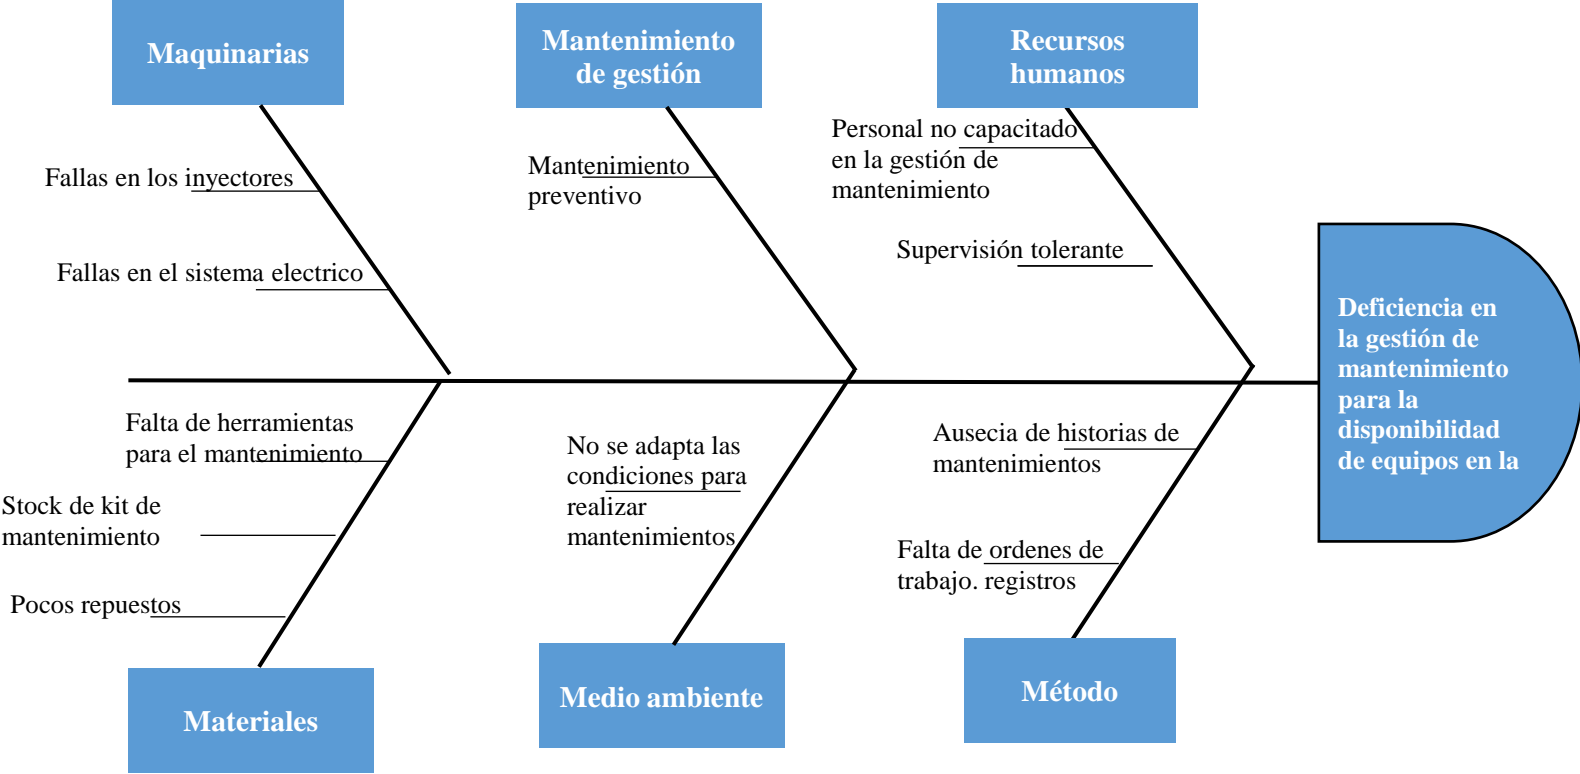 Maquinarias
Mantenimiento
de gestión
Recursos
humanos
Fallas en los inyectores
Fallas en el sistema electrico
Mantenimiento
preventivo
Personal no capacitado
en la gestión de
mantenimiento
Supervisión tolerante
Deficiencia en
la gestión de
mantenimiento
para la
disponibilidad
de equipos en la
Falta de herramientas
para el mantenimiento
Stock de kit de
mantenimiento
Pocos repuestos
No se adapta las
condiciones para
realizar
mantenimientos
Ausecia de historias de
mantenimientos
Falta de ordenes de
trabajo. registros
Materiales
Medio ambiente
Método